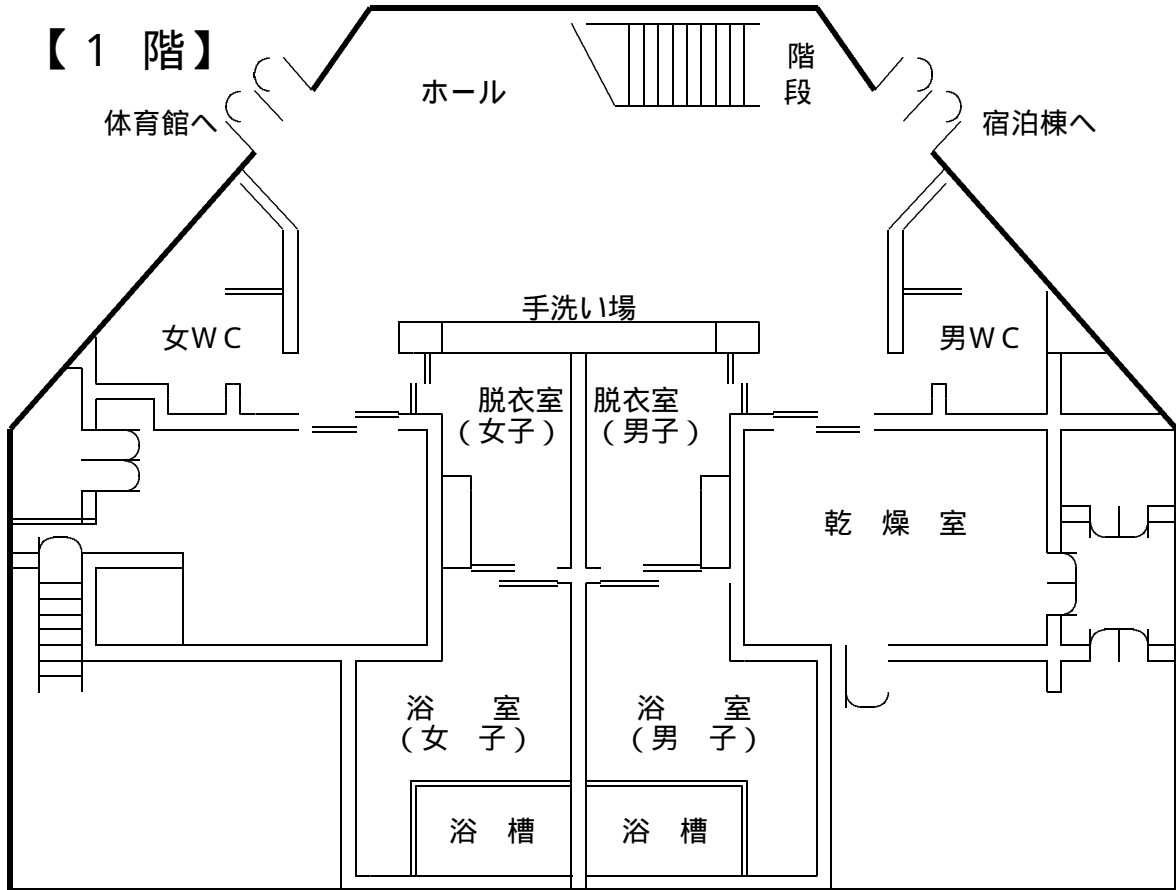 【１ 階】
ホール
階
段
体育館へ
宿泊棟へ
手洗い場
女ＷＣ
男ＷＣ
脱衣室
（女子）
脱衣室
（男子）
乾 燥 室
浴 室
（女 子）
浴 室
（男 子）
浴 槽
浴 槽